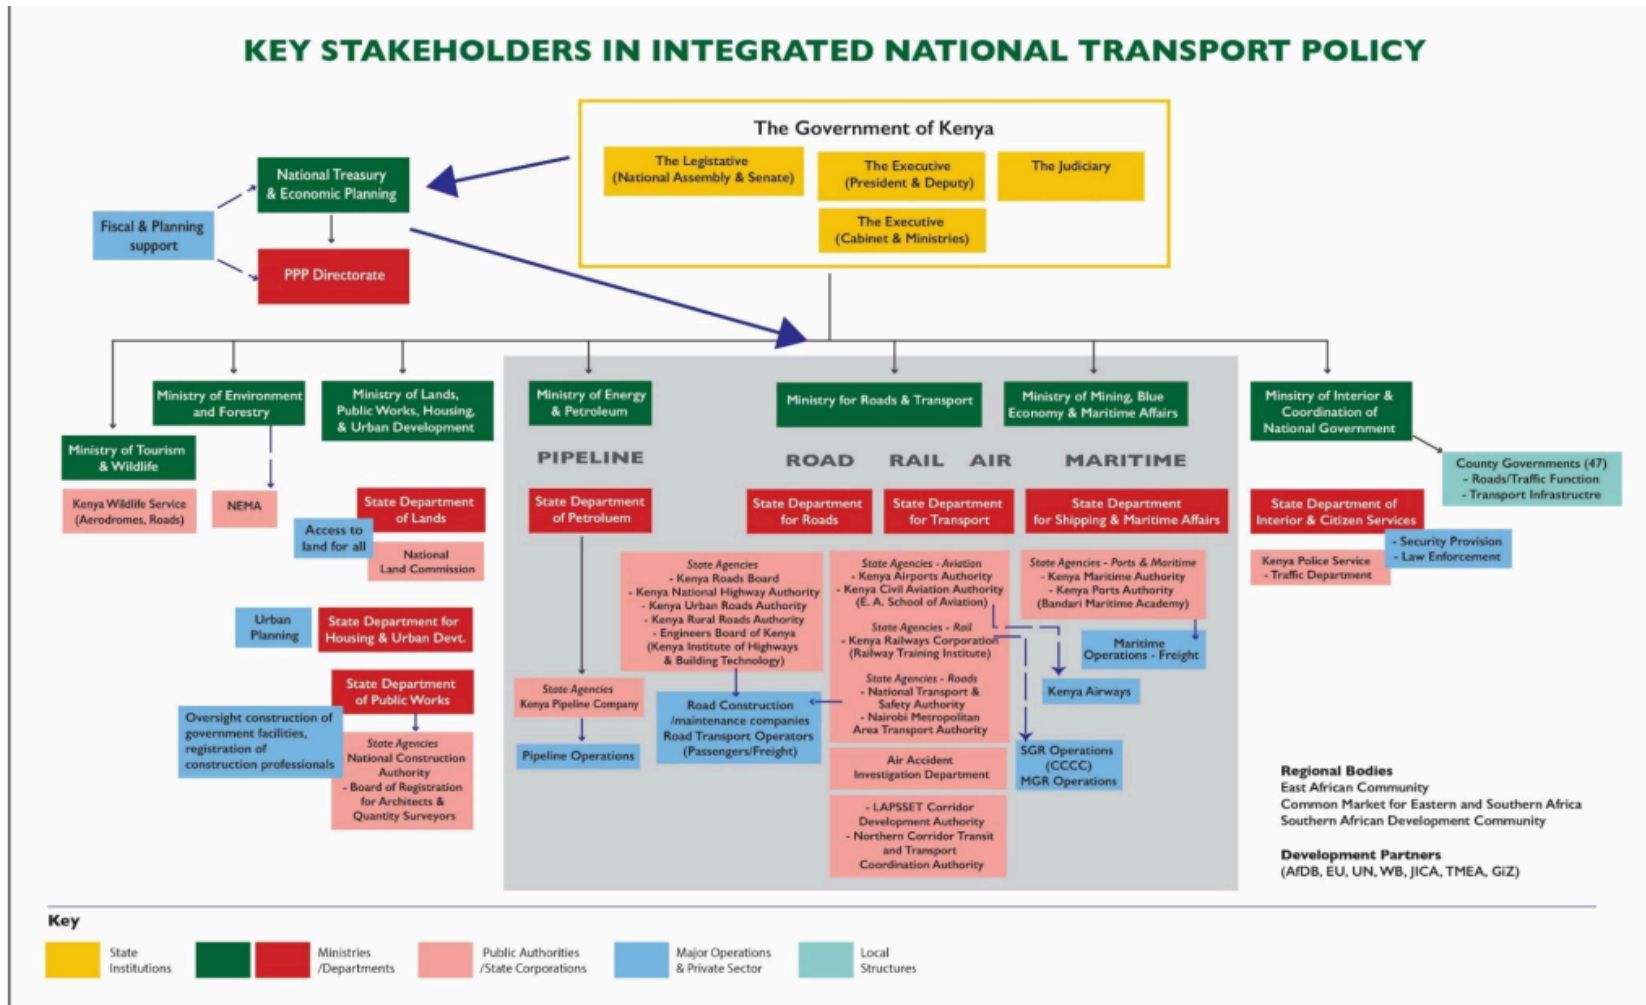 KEY STAKEHOLDERS IN INTEGRATED NATIONAL TRANSPORT POLICY
The Government of Kenya
The Legislative
(National Assembly & Senate)
The Executive
(President & Deputy)
The Judiciary
The Executive
(Cabinet & Ministries)
National Treasury
& Economic Planning
Fiscal & Planning
support
PPP Directorate
Ministry of Tourism
& Wildlife
Kenya Wildlife Service
(Aerodromes, Roads)
Ministry of Environment
and Forestry
NEMA
Ministry of Lands,
Public Works, Housing,
& Urban Development
State Department
of Lands
Access to
land for all
National
Land Commission
Urban
Planning
State Department for
Housing & Urban Devt.
State Department
of Public Works
Oversight construction of
government facilities,
registration of
construction professionals
State Agencies
National Construction
Authority
- Board of Registration
for Architects &
Quantity Surveyors
Ministry of Energy
& Petroleum
PIPELINE
State Department
of Petroluem
State Agencies
Kenya Pipeline Company
Pipeline Operations
Ministry for Roads & Transport
ROAD RAIL AIR
State Department
for Roads
State Agencies
- Kenya Roads Board
- Kenya National Highway Authority
- Kenya Urban Roads Authority
- Kenya Rural Roads Authority
- Engineers Board of Kenya
(Kenya Institute of Highways
& Building Technology)
Road Construction
/maintenance companies
Road Transport Operators
(Passengers/Freight)
State Department
for Transport
State Agencies - Aviation
- Kenya Airports Authority
- Kenya Civil Aviation Authority
(E. A. School of Aviation)
State Agencies - Rail
- Kenya Railways Corporation
(Railway Training Institute)
State Agencies - Roads
- National Transport &
Safety Authority
- Nairobi Metropolitan
Area Transport Authority
Air Accident
Investigation Department
- LAPSSET Corridor
Development Authority
- Northern Corridor Transit
and Transport
Coordination Authority
Ministry of Mining, Blue
Economy & Maritime Affairs
MARITIME
State Department
for Shipping & Maritime Affairs
State Agencies - Ports & Maritime
- Kenya Maritime Authority
- Kenya Ports Authority
(Bandari Maritime Academy)
Maritime
Operations - Freight
Kenya Airways
SGR Operations
(CCCC)
MGR Operations
Minsitry of Interior &
Coordination of
National Government
County Governments (47)
- Roads/Traffic Function
- Transport Infrastructre
State Department of
Interior & Citizen Services
- Security Provision
- Law Enforcement
Kenya Police Service
- Traffic Department
Regional Bodies
East African Community
Common Market for Eastern and Southern Africa
Southern African Development Community
Development Partners
(AfDB, EU, UN, WB, JICA, TMEA, GiZ)
Key
State
Institutions
Ministries
/Departments
Public Authorities
/State Corporations
Major Operations
& Private Sector
Local
Structures